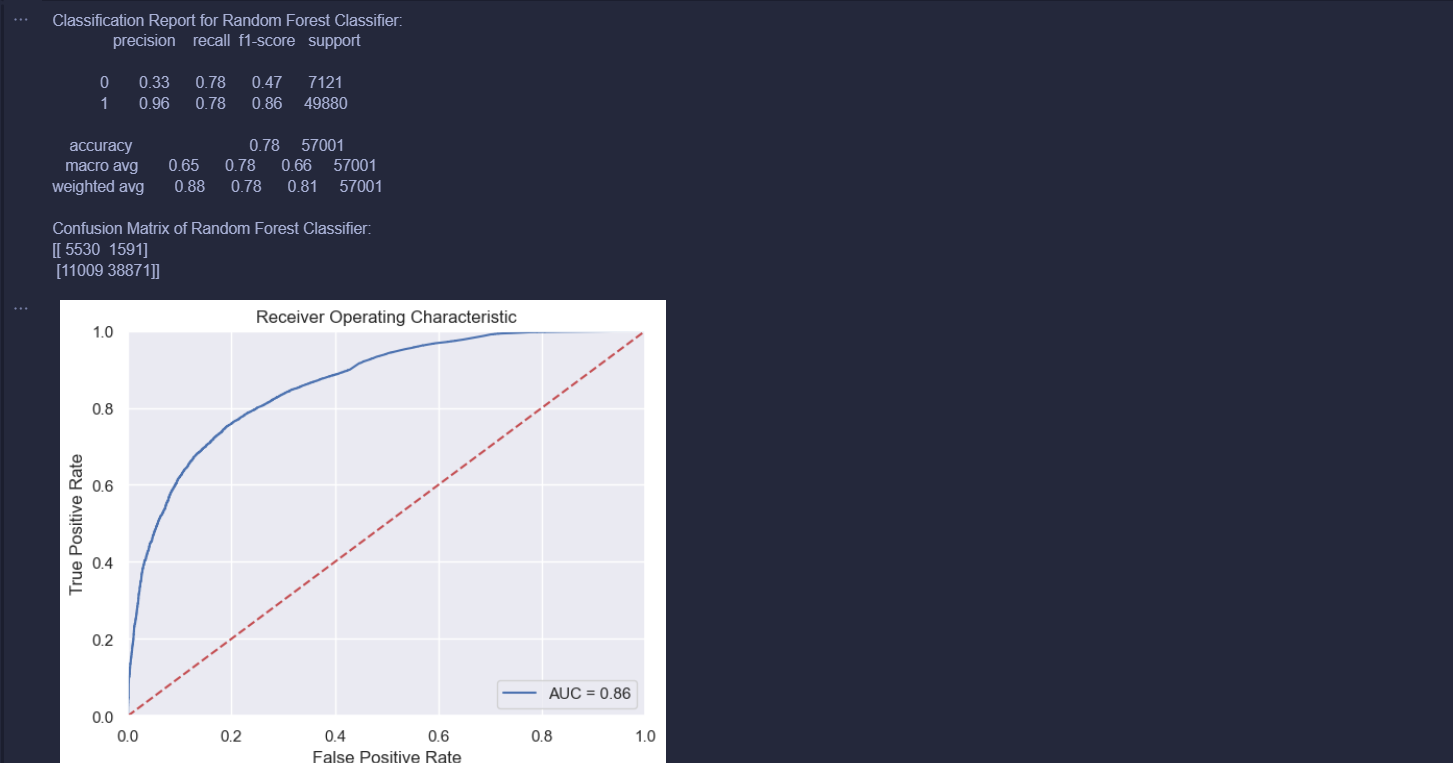 Classification Report for Random Forest Classifier:
precision recall f1-score support
0 0.33 0.78 0.47 7121
1 0.96 0.78 0.86 49880
accuracy 0.78 57001
macro avg 0.65 0.78 0.66 57001
weighted avg 0.88 0.78 0.81 57001
Confusion Matrix of Random Forest Classifier:
[[ 5530 1591]
[11009 38871]]
Receiver Operating Characteristic
1.0
0.8
0.6
0.4
0.2
0.0
True Positive Rate
AUC = 0.86
0.0 0.2 0.4 0.6 0.8 1.0
False Positive Rate